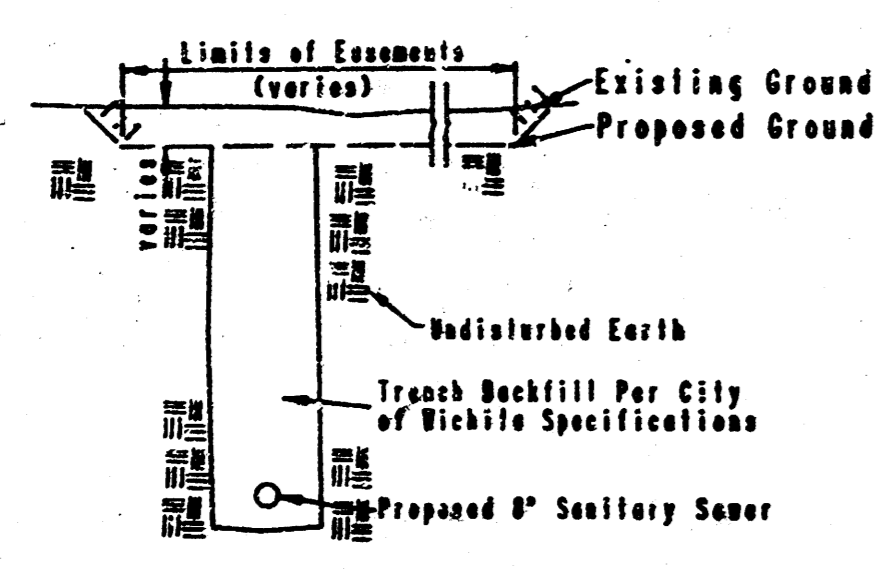 Limits of Easements
(varies)
Existing Ground
Proposed Ground
varies
Undisturbed Earth
Trench Backfill Per City
of Wichita Specifications
Proposed 8" Sanitary Sewer